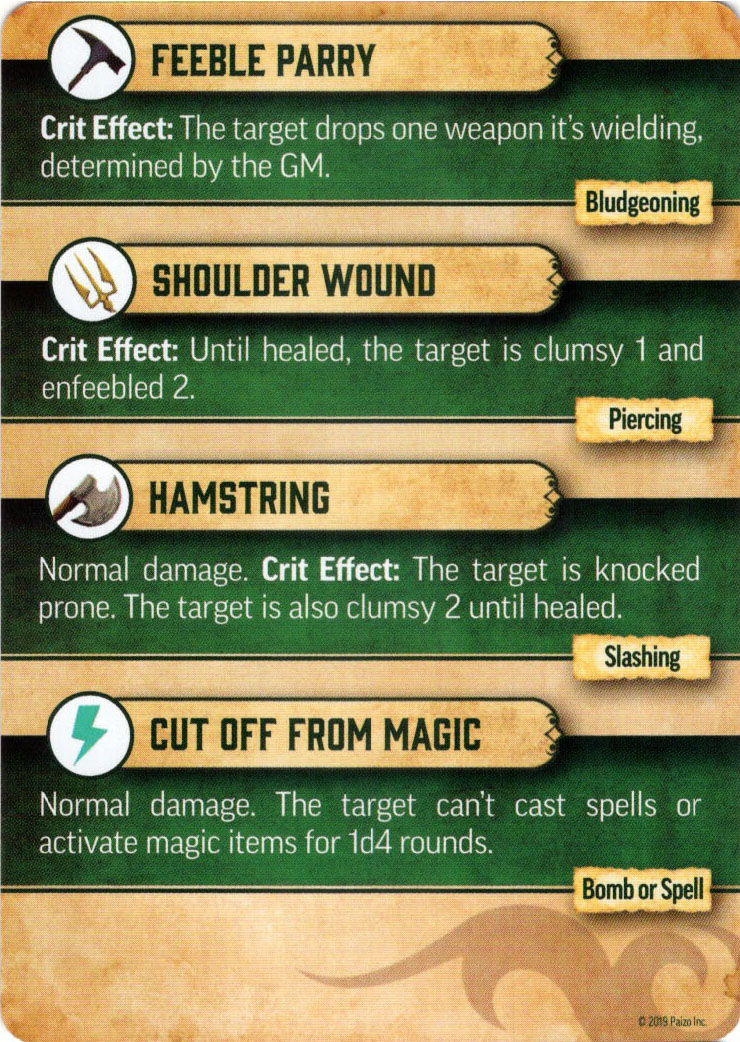 FEEBLE PARRY
Crit Effect: The target drops one weapon it's wielding,
determined by the GM.
Bludgeoning
SHOULDER WOUND
Crit Effect: Until healed, the target is clumsy 1 and
enfeebled 2.
Piercing
HAMSTRING
Normal damage. Crit Effect: The target is knocked
prone. The target is also clumsy 2 until healed.
Slashing
CUT OFF FROM MAGIC
Normal damage. The target can't cast spells or
activate magic items for 1d4 rounds.
Bomb or Spell
© 2019 Paizo Inc.